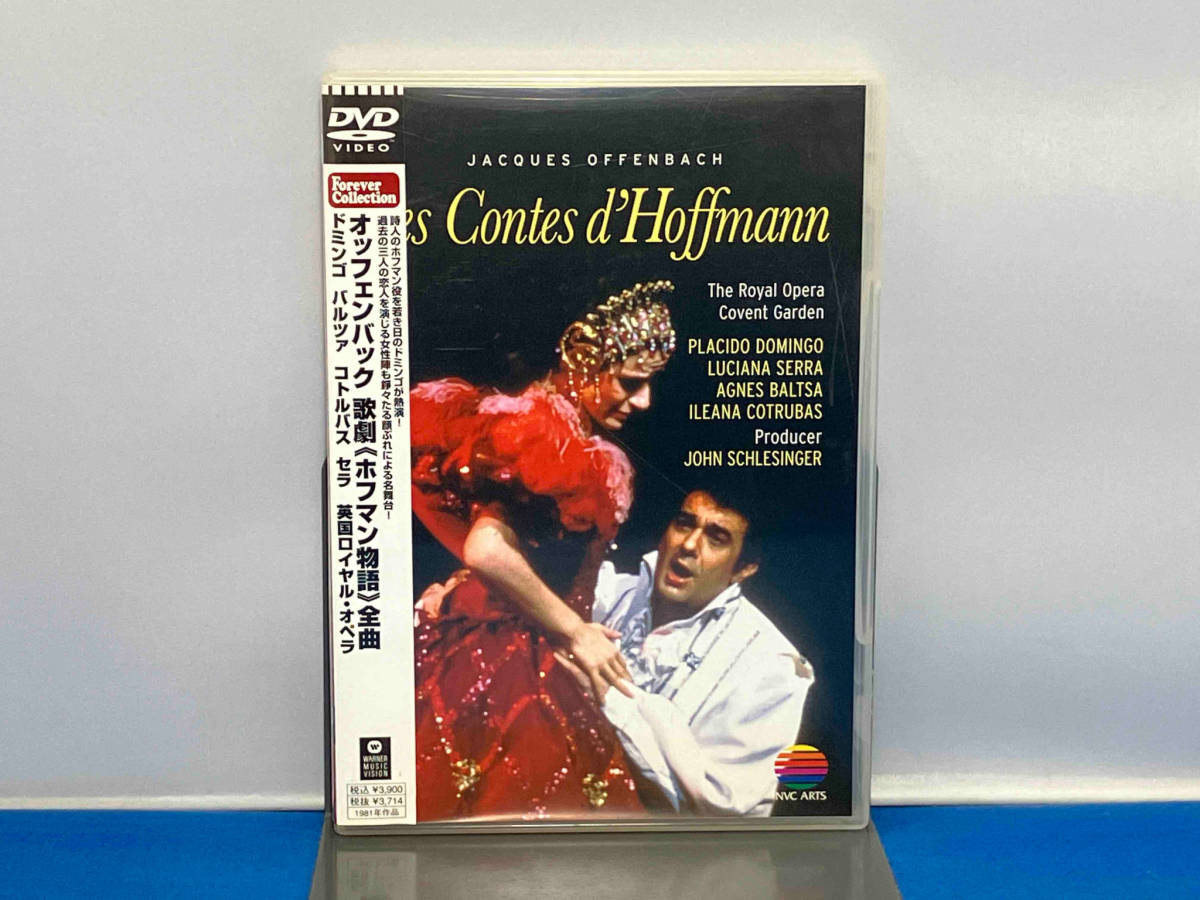 DVD
VIDEO
Forever
Collection
詩人のホフマン役を若き日のドミンゴが熱演!
過去の三人の恋人を演じる女性陣も錚々たる顔ぶれによる名舞台!
オッフェンバック 歌劇《ホフマン物語》全曲
ドミンゴ バルツァ コトルバス セラ 英国ロイヤル・オペラ
WARNER
MUSIC
VISION
税込 ¥3,900
税抜 ¥3,714
1981年作品
JACQUES OFFENBACH
es Contes d'Hoffmann
The Royal Opera
Covent Garden
PLACIDO DOMINGO
LUCIANA SERRA
AGNES BALTSA
ILEANA COTRUBAS
Producer
JOHN SCHLESINGER
NVC ARTS